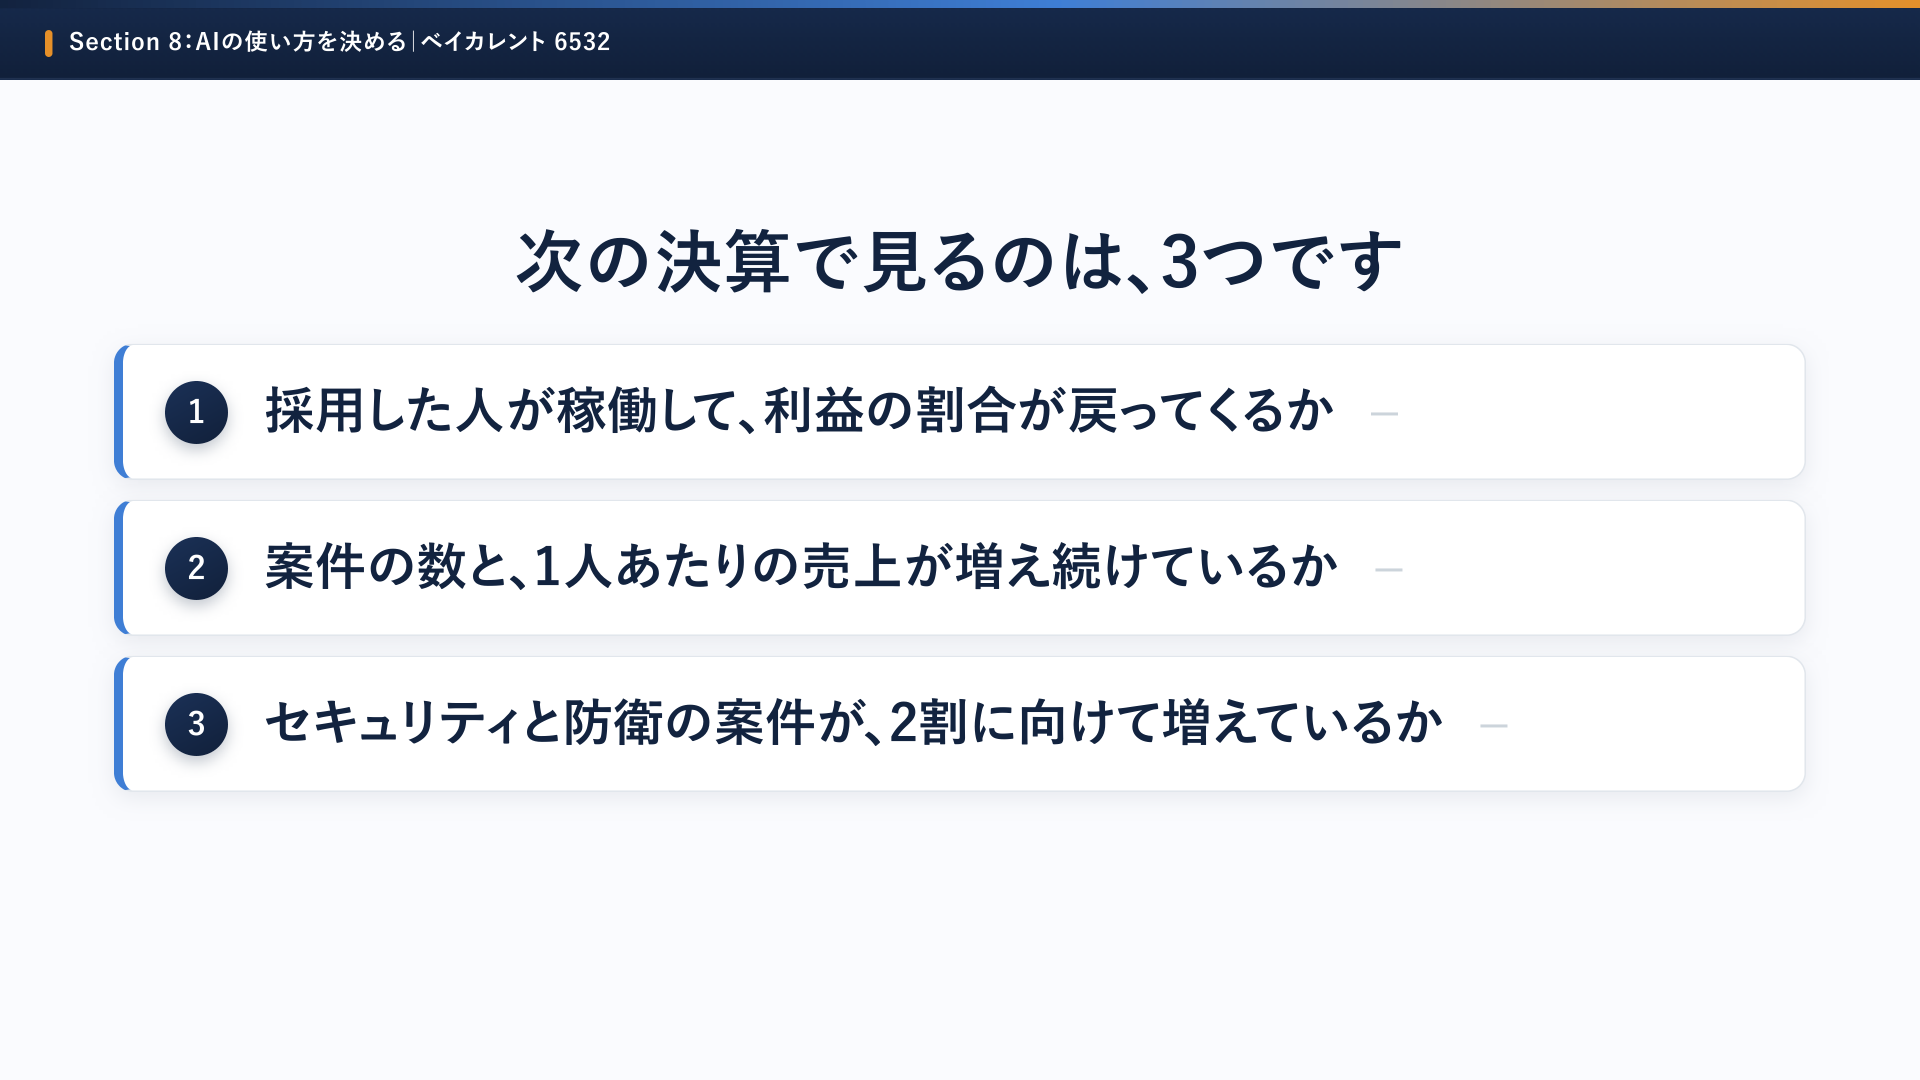 Section 8：AIの使い方を決める｜ベイカレント 6532
次の決算で見るのは、3つです
1 採用した人が稼働して、利益の割合が戻ってくるか —
2 案件の数と、1人あたりの売上が増え続けているか —
3 セキュリティと防衛の案件が、2割に向けて増えているか —